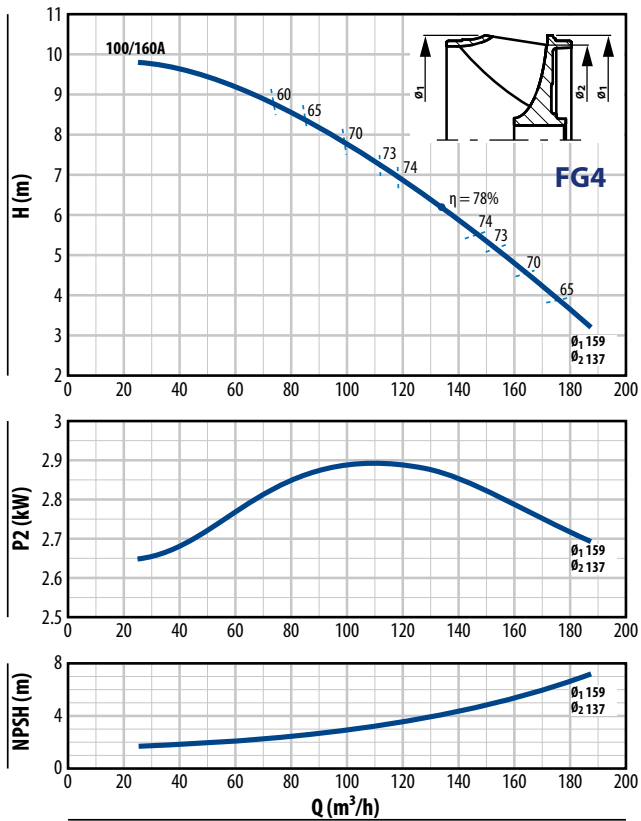 11
10
9
8
7
6
5
4
3
2
H (m)
100/160A
60
65
70
73
74
η = 78%
74
73
70
65
Ø1
Ø2
Ø1
FG4
Ø₁ 159
Ø₂ 137
0 20 40 60 80 100 120 140 160 180 200
3
2.9
2.8
2.7
2.6
2.5
P2 (kW)
Ø₁ 159
Ø₂ 137
0 20 40 60 80 100 120 140 160 180 200
8
4
0
NPSH (m)
Ø₁ 159
Ø₂ 137
0 20 40 60 80 100 120 140 160 180 200
Q (m³/h)